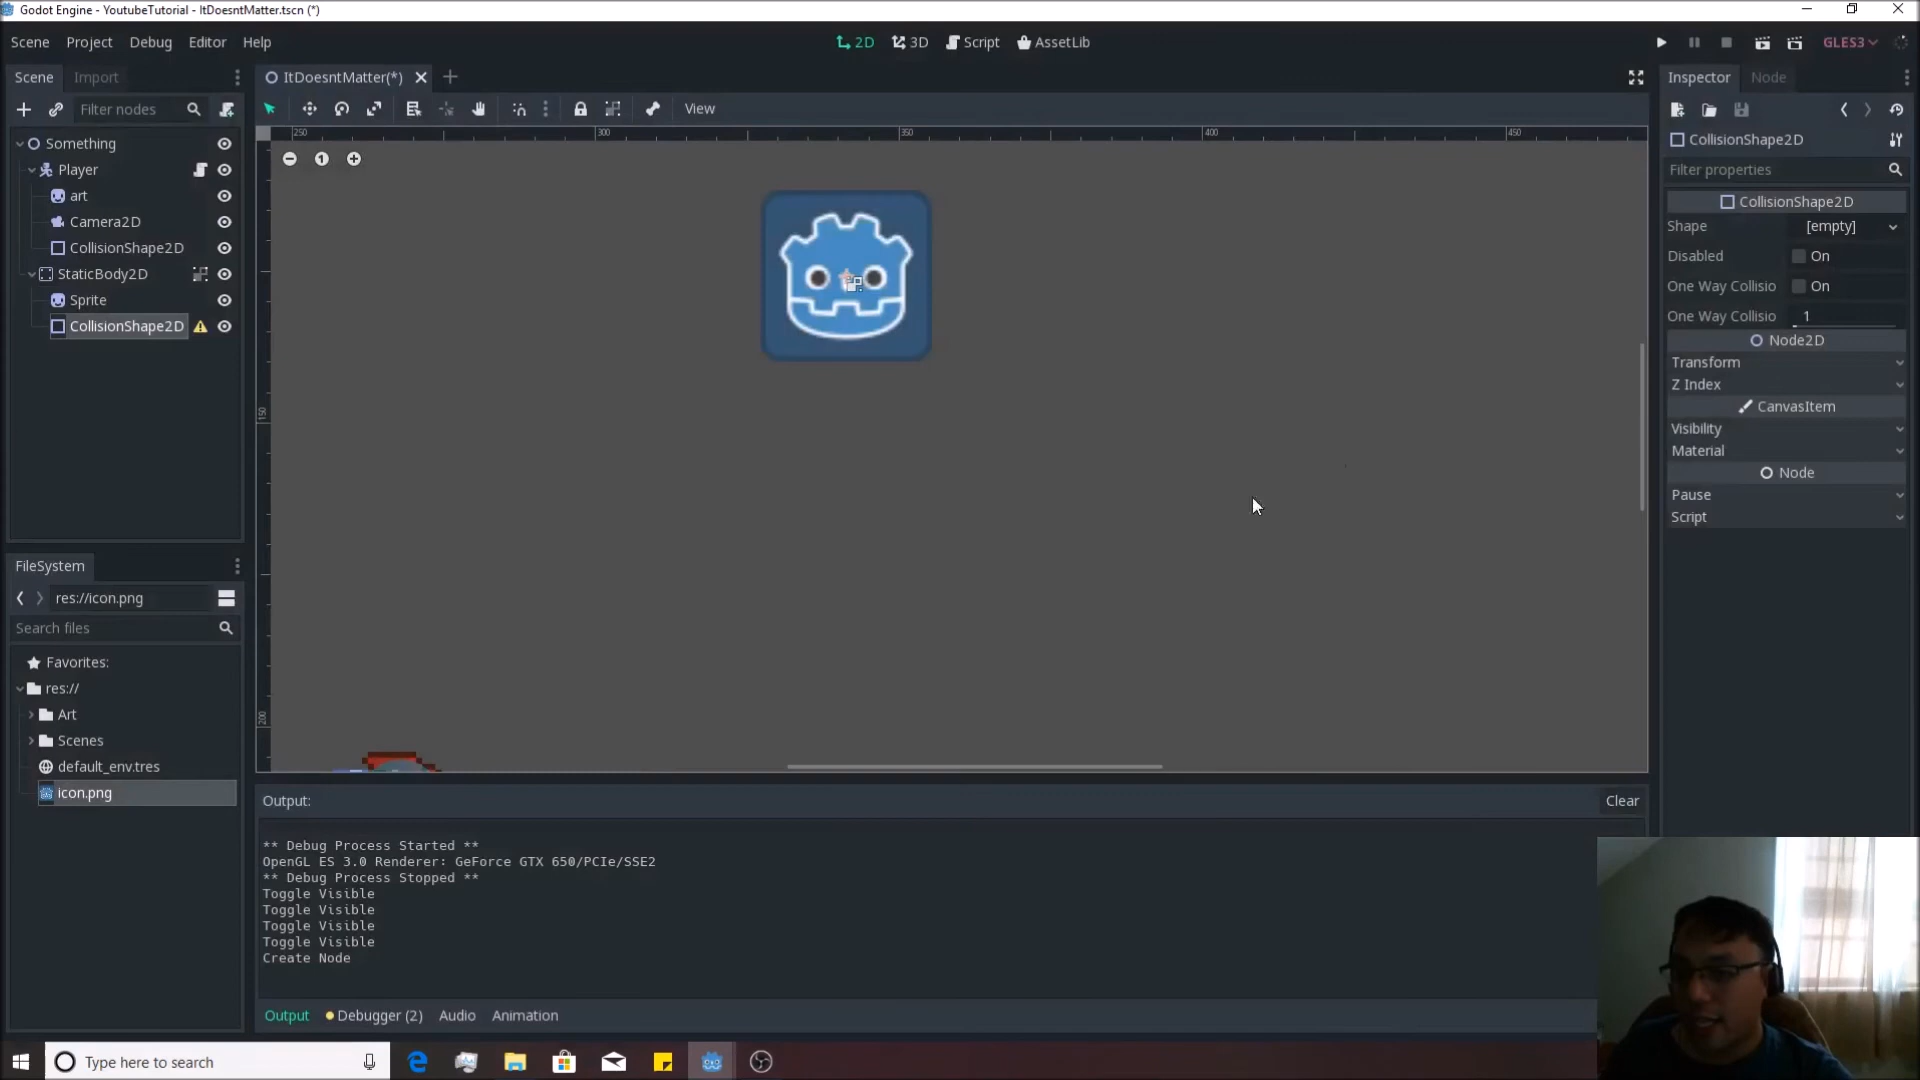 Godot Engine - YoutubeTutorial - ItDoesntMatter.tscn (*)
Scene Project Debug Editor Help
2D 3D Script AssetLib
GLES3
Scene Import
ItDoesntMatter(*)
Inspector Node
Filter nodes
View
250 300 350 400 450
CollisionShape2D
Something
1
Filter properties
Player
art
CollisionShape2D
Camera2D
Shape [empty]
CollisionShape2D
Disabled On
StaticBody2D
One Way Collisio On
Sprite
One Way Collisio 1
CollisionShape2D
Node2D
Transform
Z Index
150
CanvasItem
Visibility
Material
Node
Pause
Script
FileSystem
res://icon.png
Search files
Favorites:
res://
200
Art
Scenes
default_env.tres
icon.png
Output:
Clear
** Debug Process Started **
OpenGL ES 3.0 Renderer: GeForce GTX 650/PCIe/SSE2
** Debug Process Stopped **
Toggle Visible
Toggle Visible
Toggle Visible
Toggle Visible
Create Node
Output Debugger (2) Audio Animation
Type here to search